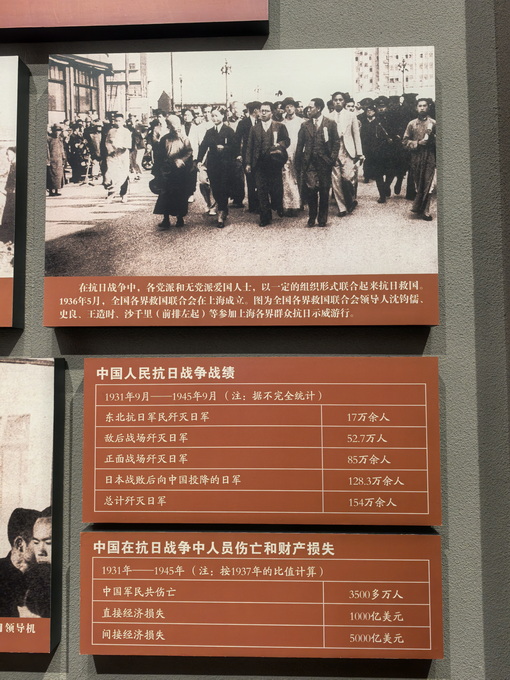 在抗日战争中，各党派和无党派爱国人士，以一定的组织形式联合起来抗日救国。
1936年5月，全国各界救国联合会在上海成立。图为全国各界救国联合会领导人沈钧儒、
史良、王造时、沙千里（前排左起）等参加上海各界群众抗日示威游行。
中国人民抗日战争战绩
1931年9月——1945年9月（注：据不完全统计）
东北抗日军民歼灭日军 17万余人
敌后战场歼灭日军 52.7万人
正面战场歼灭日军 85万余人
日本战败后向中国投降的日军 128.3万余人
总计歼灭日军 154万余人
中国在抗日战争中人员伤亡和财产损失
1931年——1945年（注：按1937年的比值计算）
中国军民共伤亡 3500多万人
直接经济损失 1000亿美元
间接经济损失 5000亿美元
领导机